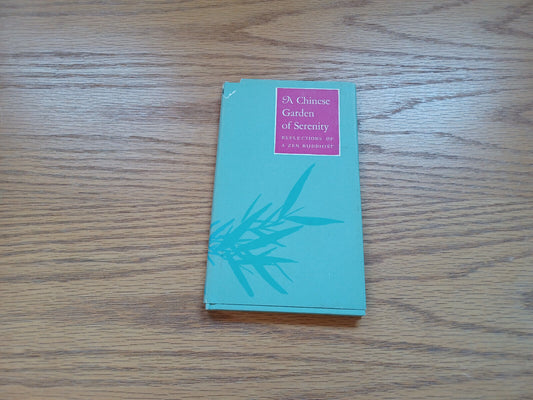 A Chinese
Garden
of Serenity
REFLECTIONS OF
A ZEN BUDDHIST